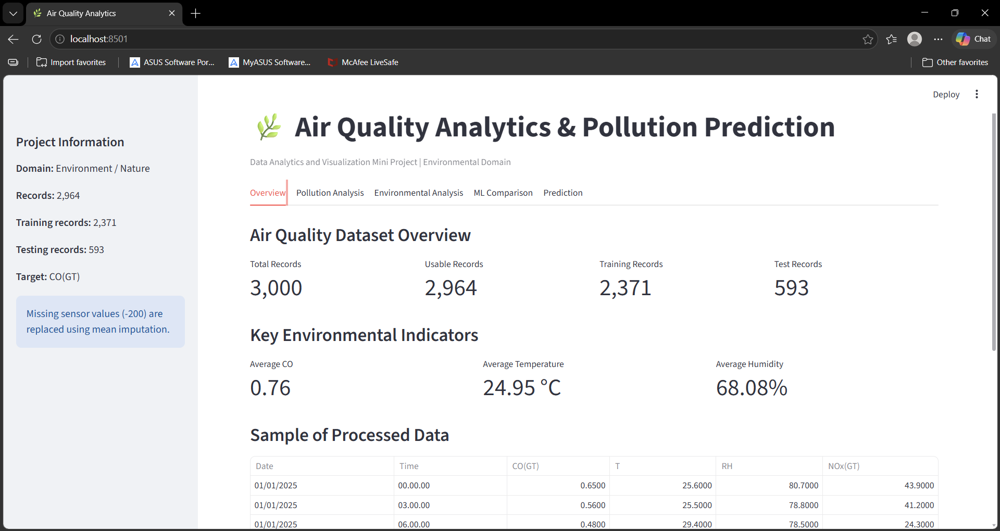 Air Quality Analytics
localhost:8501
Chat
Import favorites
ASUS Software Por...
MyASUS Software...
McAfee LiveSafe
Other favorites
Deploy
Project Information
Domain: Environment / Nature
Records: 2,964
Training records: 2,371
Testing records: 593
Target: CO(GT)
Missing sensor values (-200) are
replaced using mean imputation.
Air Quality Analytics & Pollution Prediction
Data Analytics and Visualization Mini Project | Environmental Domain
Overview Pollution Analysis Environmental Analysis ML Comparison Prediction
Air Quality Dataset Overview
Total Records Usable Records Training Records Test Records
3,000 2,964 2,371 593
Key Environmental Indicators
Average CO Average Temperature Average Humidity
0.76 24.95 °C 68.08%
Sample of Processed Data
Date Time CO(GT) T RH NOx(GT)
01/01/2025 00.00.00 0.6500 25.6000 80.7000 43.9000
01/01/2025 03.00.00 0.5600 25.5000 78.8000 41.2000
01/01/2025 06.00.00 0.4800 29.4000 78.5000 24.3000